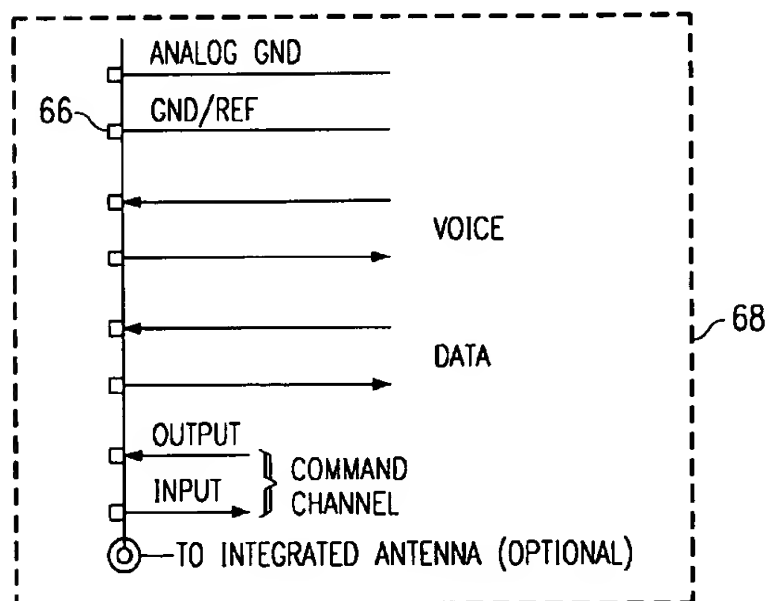 ANALOG GND
66
GND/REF
VOICE
68
DATA
OUTPUT
COMMAND
INPUT
CHANNEL
TO INTEGRATED ANTENNA (OPTIONAL)